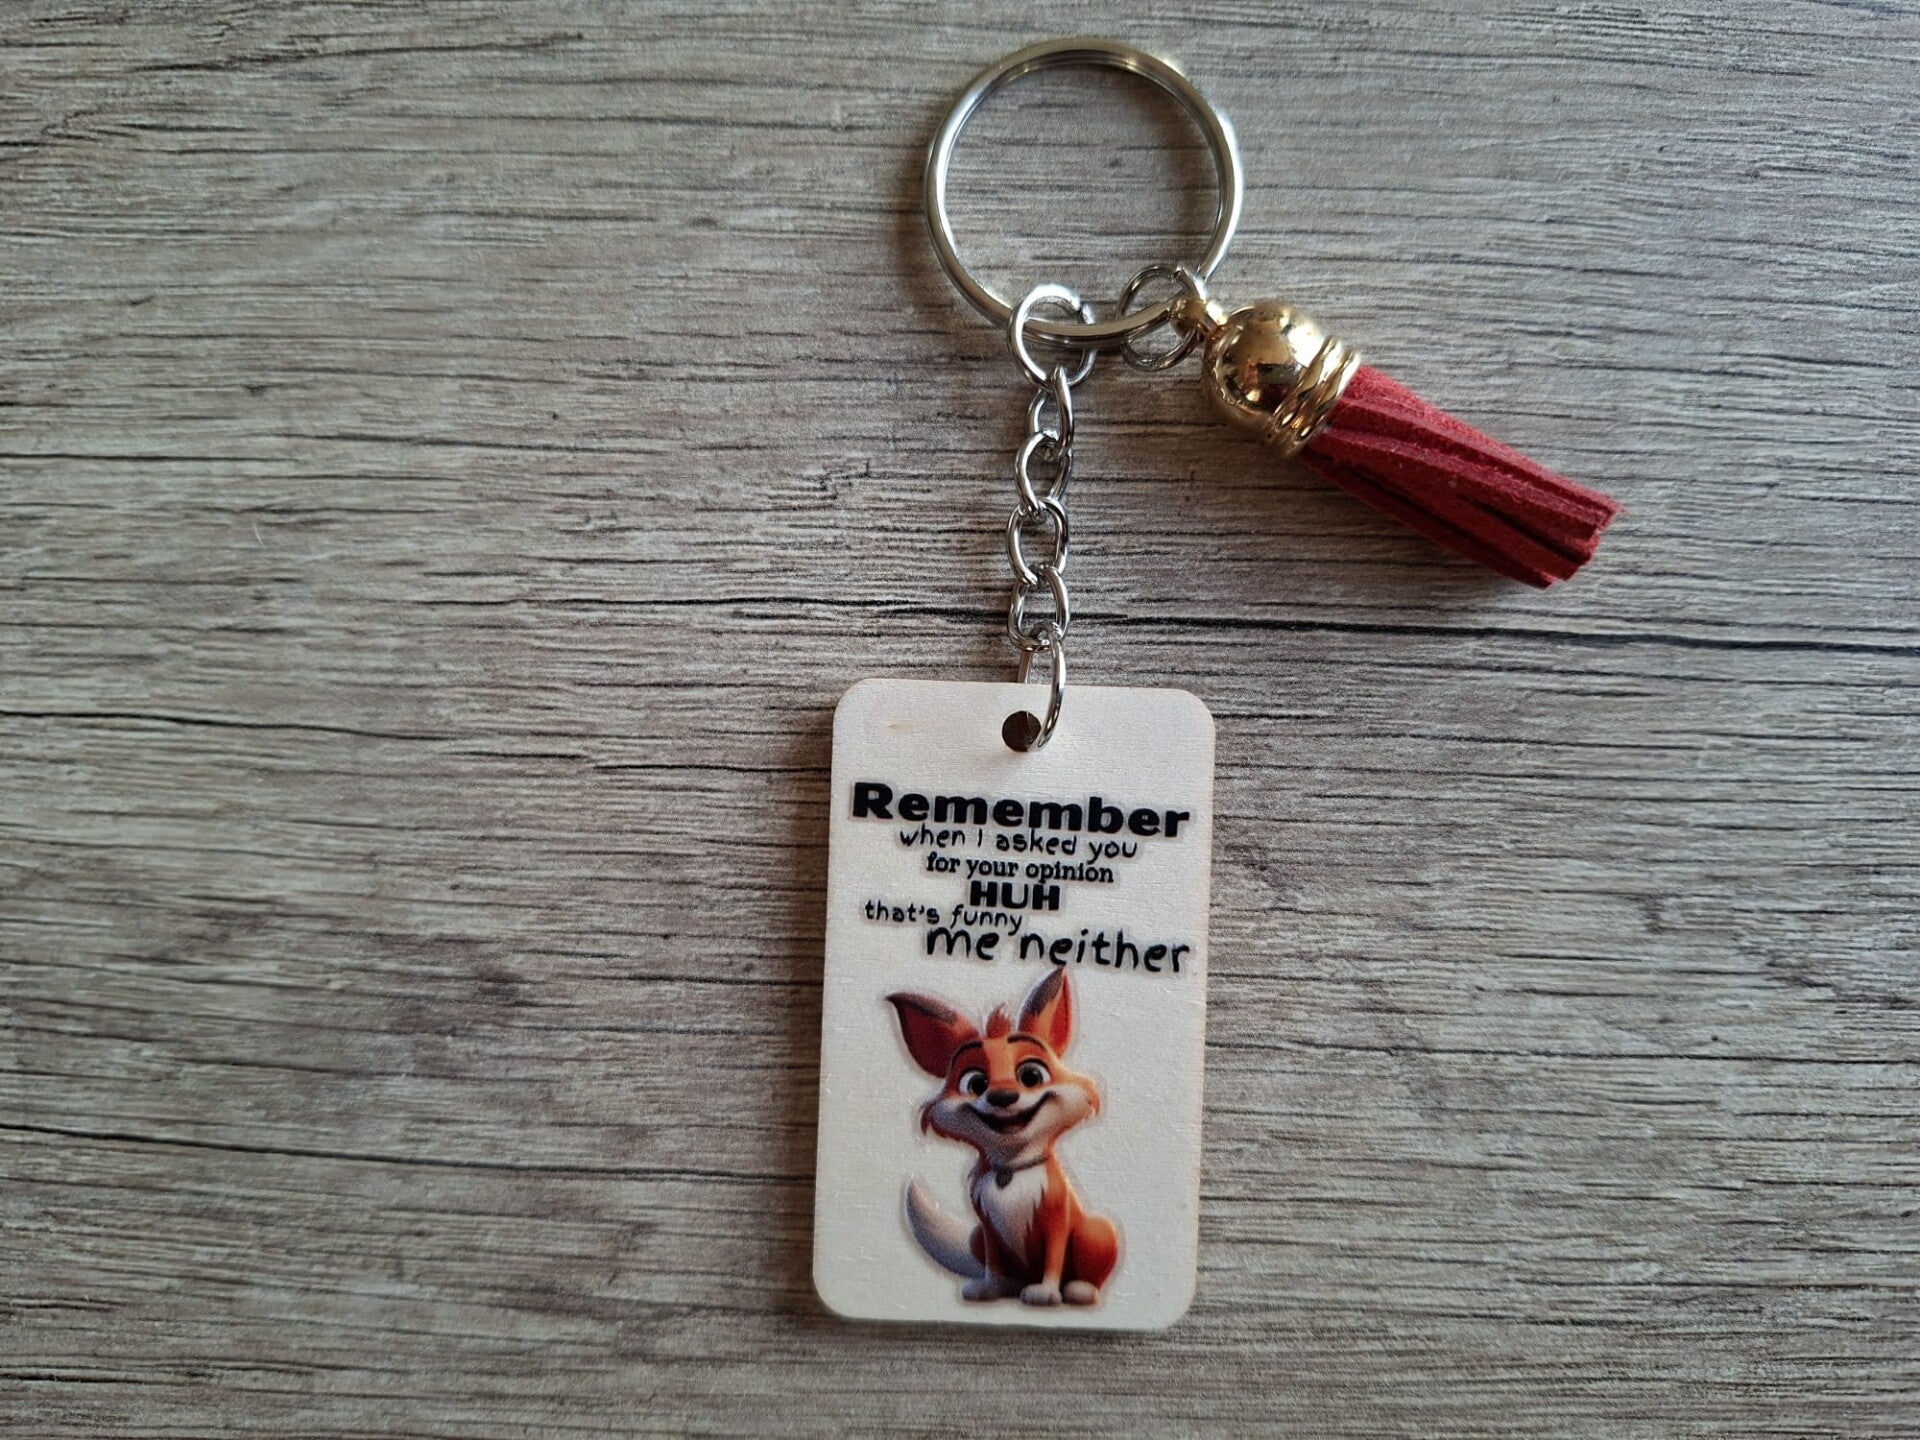 Remember
when I asked you
for your opinion
HUH
that's funny
me neither